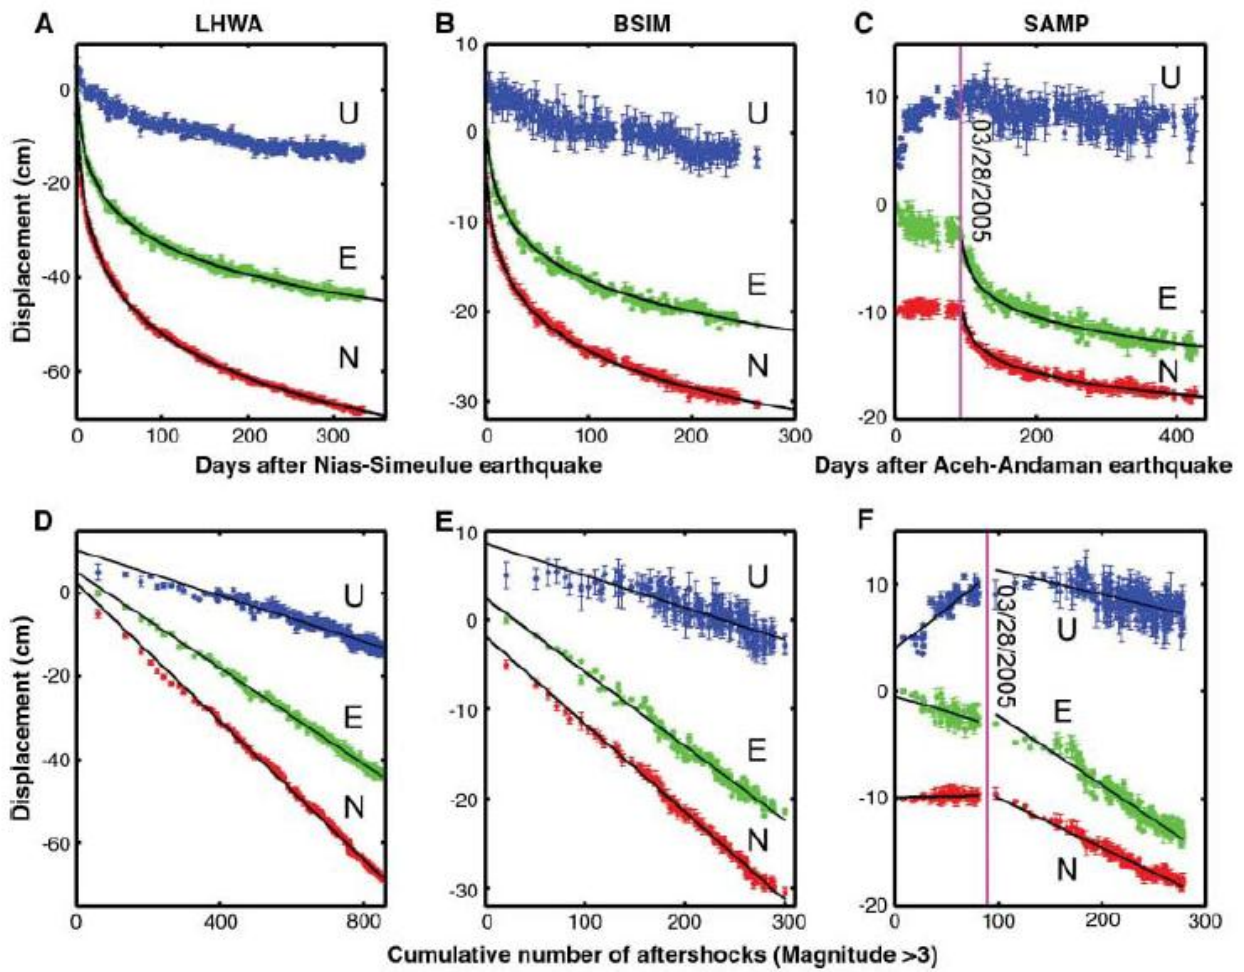 A LHWA B BSIM C SAMP
Displacement (cm)
0
-20
-40
-60
U
E
N
0 100 200 300
10
0
-10
-20
-30
U
E
N
0 100 200 300
10
0
-10
-20
U
03/28/2005
E
N
0 200 400
Days after Nias-Simeulue earthquake
Days after Aceh-Andaman earthquake
D E F
Displacement (cm)
0
-20
-40
-60
U
E
N
0 400 800
10
0
-10
-20
-30
U
E
N
0 100 200 300
10
0
-10
-20
03/28/2005
U
E
N
0 100 200 300
Cumulative number of aftershocks (Magnitude >3)